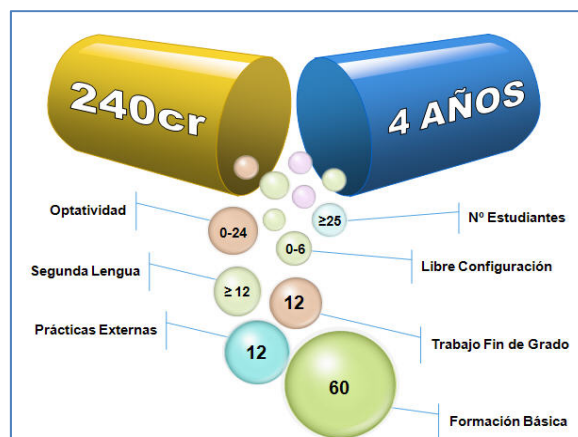 240cr
4 AÑOS
Optatividad
0-24
≥25
Nº Estudiantes
0-6
Libre Configuración
Segunda Lengua
≥ 12
12
Trabajo Fin de Grado
Prácticas Externas
12
60
Formación Básica